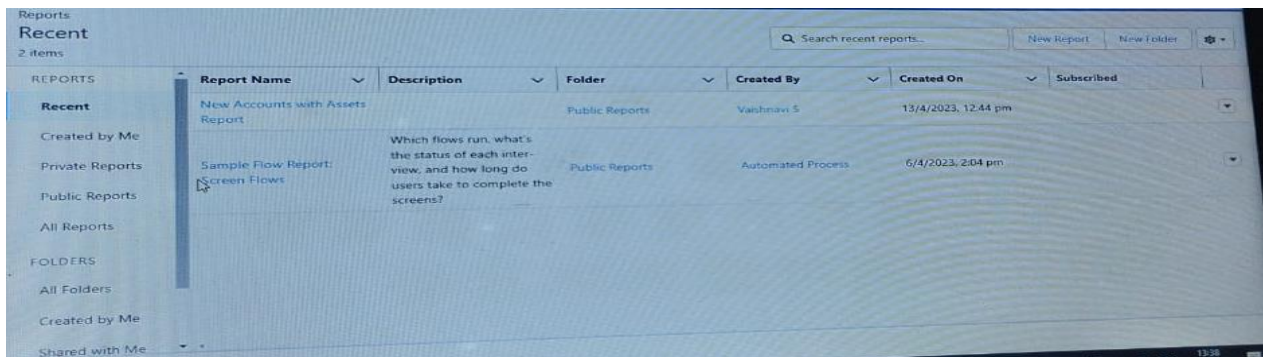 Reports
Recent
2 items
Search recent reports...
New Report
New Folder
REPORTS
Recent
Created by Me
Private Reports
Public Reports
All Reports
FOLDERS
All Folders
Created by Me
Shared with Me
Report Name Description Folder Created By Created On Subscribed
New Accounts with Assets
Report
Public Reports
Vaishnavi S
13/4/2023, 12:44 pm
Sample Flow Report:
Screen Flows
Which flows run, what's
the status of each inter-
view, and how long do
users take to complete the
screens?
Public Reports
Automated Process
6/4/2023, 2:04 pm
13:38